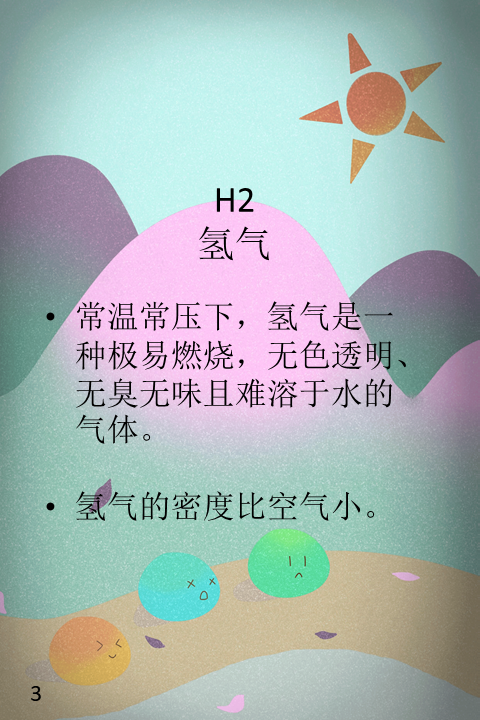 H2
氢气
• 常温常压下，氢气是一
种极易燃烧，无色透明、
无臭无味且难溶于水的
气体。
• 氢气的密度比空气小。
3